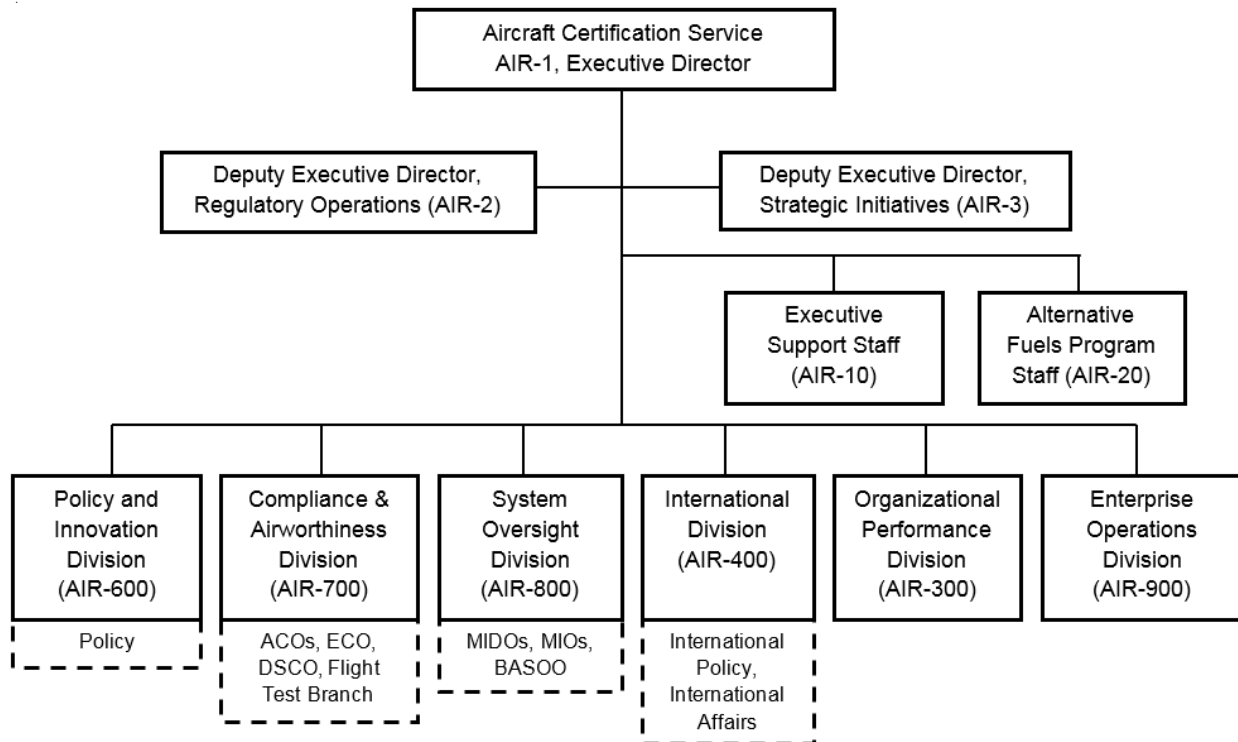 Aircraft Certification Service
AIR-1, Executive Director
Deputy Executive Director,
Regulatory Operations (AIR-2)
Deputy Executive Director,
Strategic Initiatives (AIR-3)
Executive
Support Staff
(AIR-10)
Alternative
Fuels Program
Staff (AIR-20)
Policy and
Innovation
Division
(AIR-600)
Policy
Compliance &
Airworthiness
Division
(AIR-700)
ACOs, ECO,
DSCO, Flight
Test Branch
System
Oversight
Division
(AIR-800)
MIDOs, MIOs,
BASOO
International
Division
(AIR-400)
International
Policy,
International
Affairs
Organizational
Performance
Division
(AIR-300)
Enterprise
Operations
Division
(AIR-900)